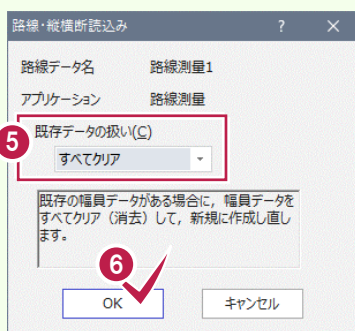 路線・縦横断読込み ? ×
路線データ名 路線測量1
アプリケーション 路線測量
5
既存データの扱い(C)
すべてクリア
既存の幅員データがある場合に，幅員データを
すべてクリア（消去）して，新規に作成し直し
ます。
6
OK キャンセル